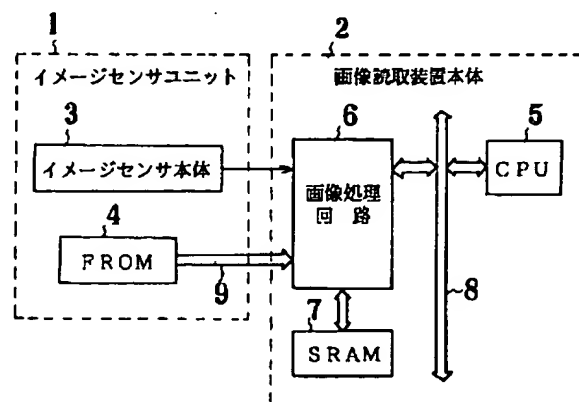 1
イメージセンサユニット
3
イメージセンサ本体
4
FROM
9
2
画像読取装置本体
6
画像処理
回 路
5
CPU
7
SRAM
8